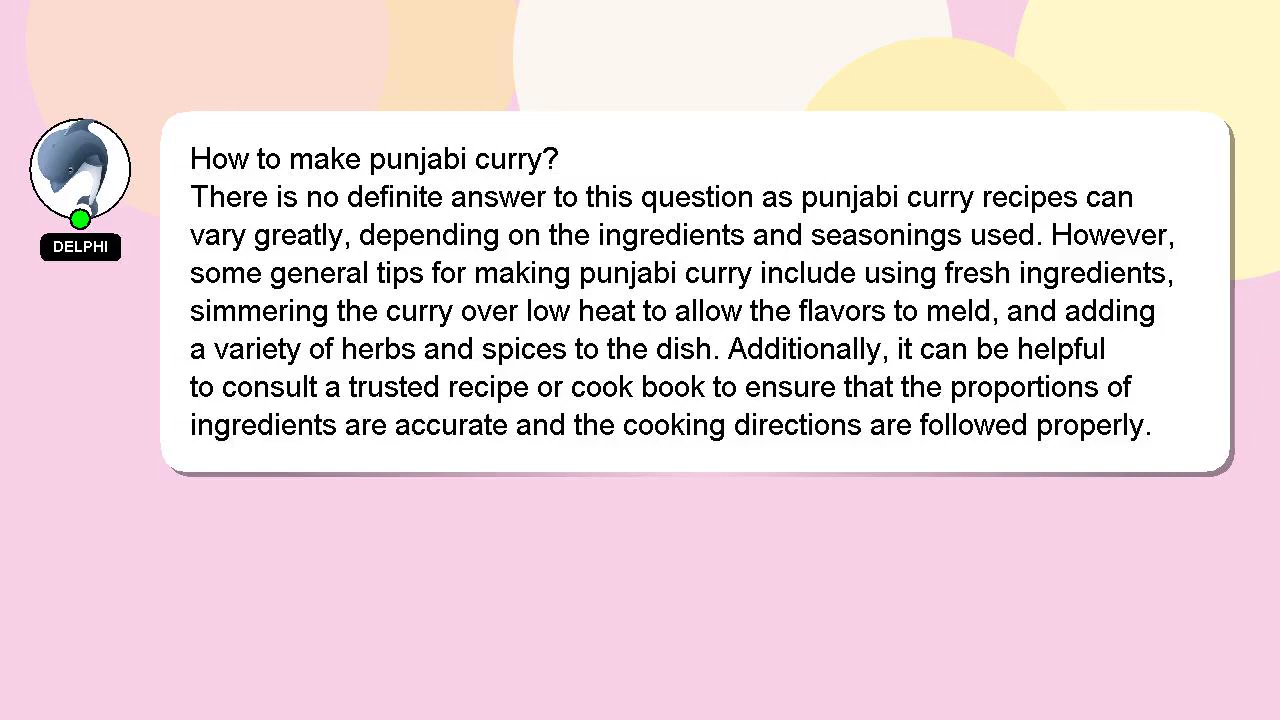 How to make punjabi curry?
There is no definite answer to this question as punjabi curry recipes can
vary greatly, depending on the ingredients and seasonings used. However,
some general tips for making punjabi curry include using fresh ingredients,
simmering the curry over low heat to allow the flavors to meld, and adding
a variety of herbs and spices to the dish. Additionally, it can be helpful
to consult a trusted recipe or cook book to ensure that the proportions of
ingredients are accurate and the cooking directions are followed properly.
DELPHI